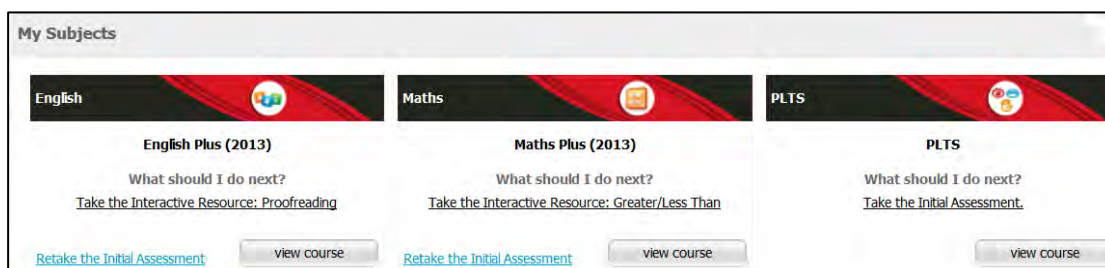 My Subjects
English
Maths
PLTS
English Plus (2013)
Maths Plus (2013)
PLTS
What should I do next?
What should I do next?
What should I do next?
Take the Interactive Resource: Proofreading
Take the Interactive Resource: Greater/Less Than
Take the Initial Assessment.
Retake the Initial Assessment
view course
Retake the Initial Assessment
view course
view course